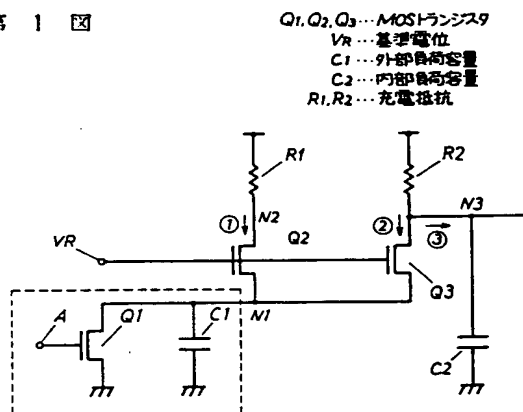 第 1 図
Q1,Q2,Q3…MOSトランジスタ
VR…基準電位
C1…外部負荷容量
C2…内部負荷容量
R1,R2…充電抵抗
R1
R2
① N2
② N3
③
VR
Q2
Q3
A
Q1
C1
N1
C2